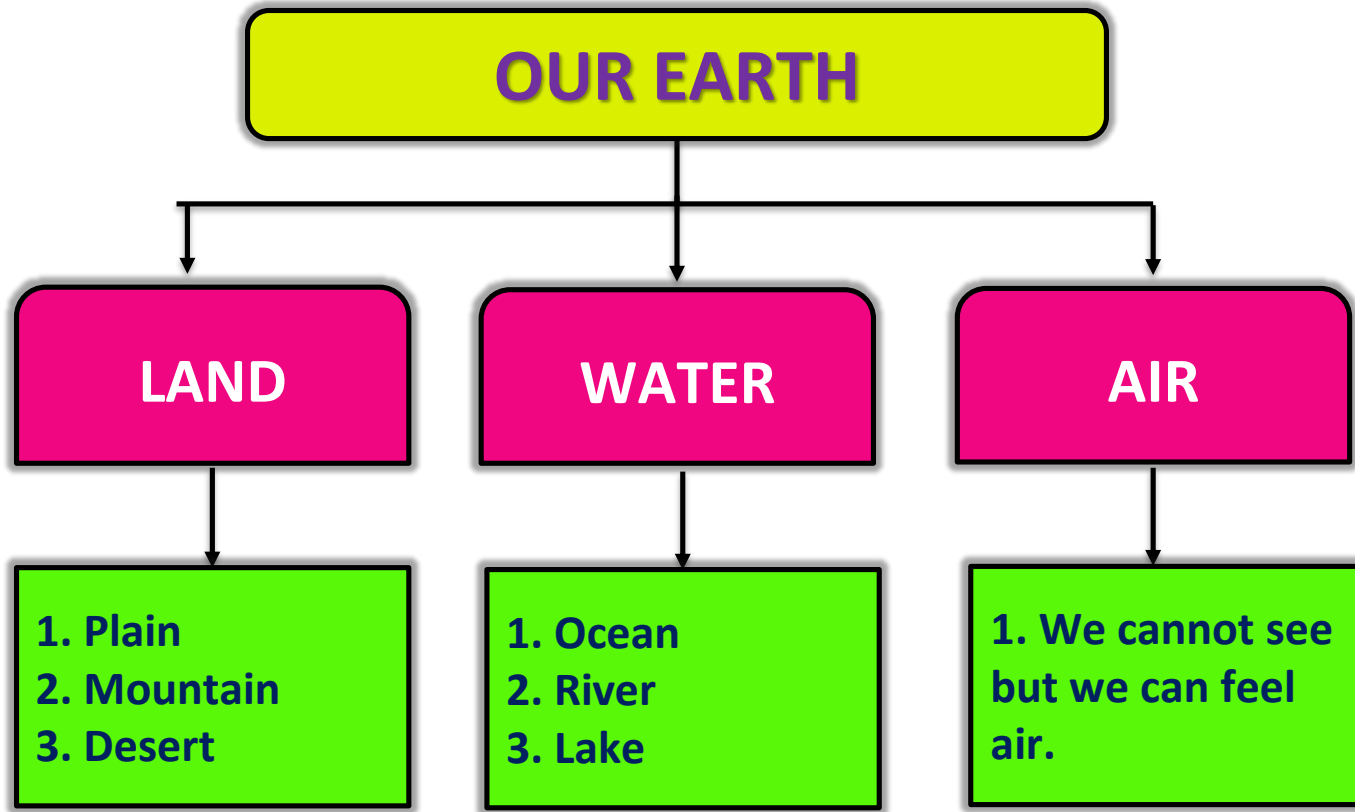 OUR EARTH
LAND
WATER
AIR
1. Plain
2. Mountain
3. Desert
1. Ocean
2. River
3. Lake
1. We cannot see
but we can feel
air.